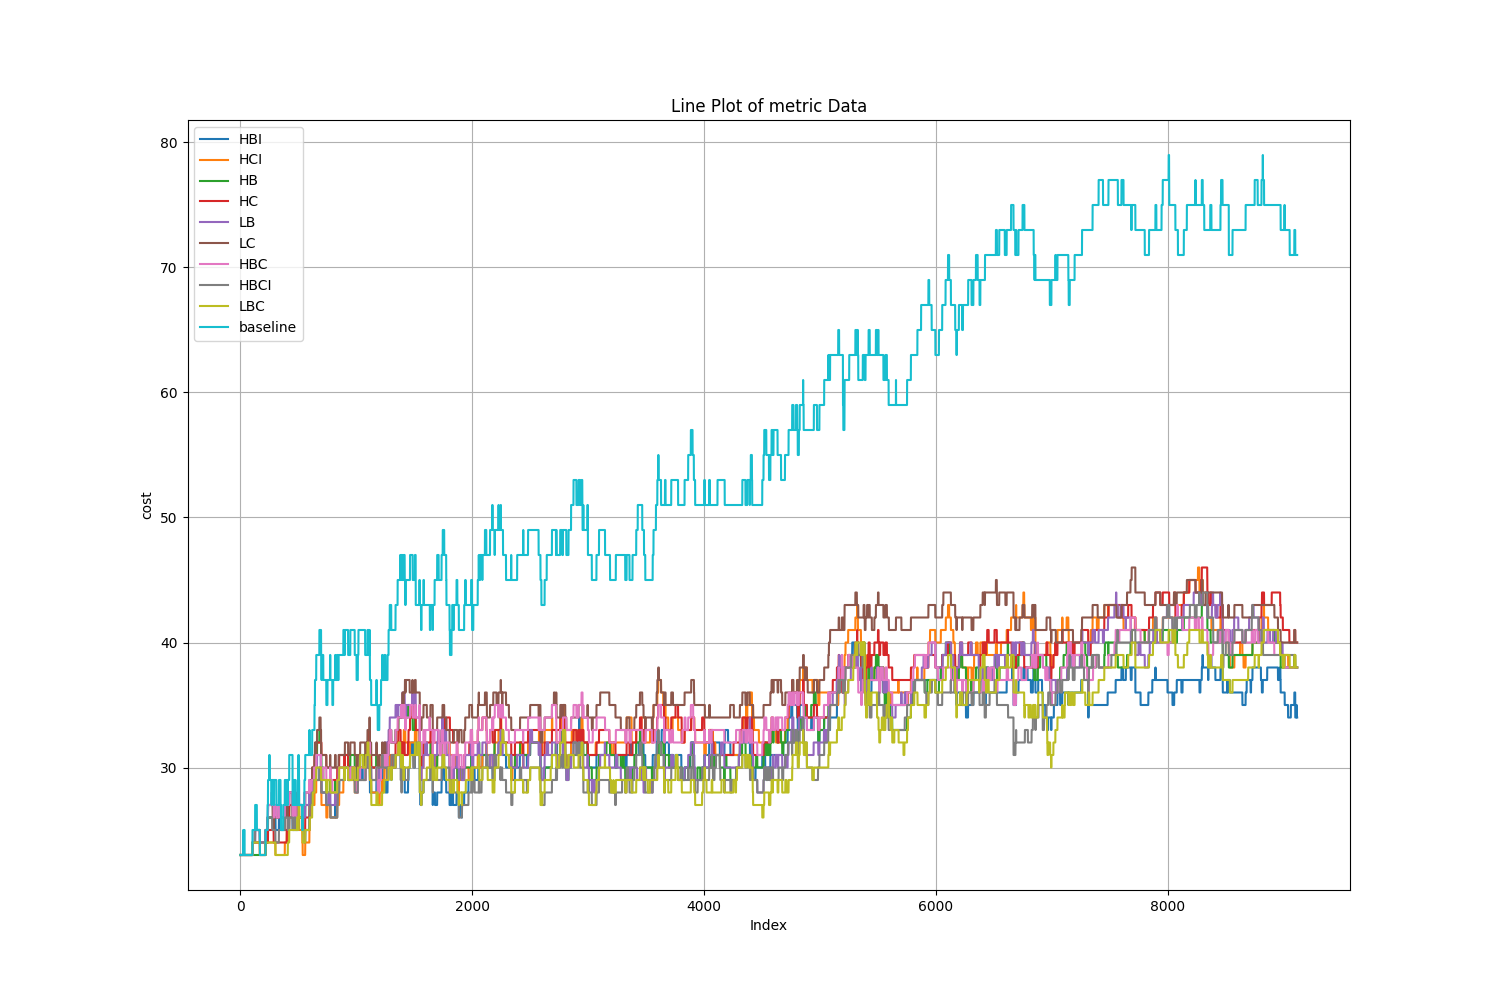 Line Plot of metric Data
80
70
60
50
40
30
cost
HBI
HCI
HB
HC
LB
LC
HBC
HBCI
LBC
baseline
0
2000
4000
6000
8000
Index